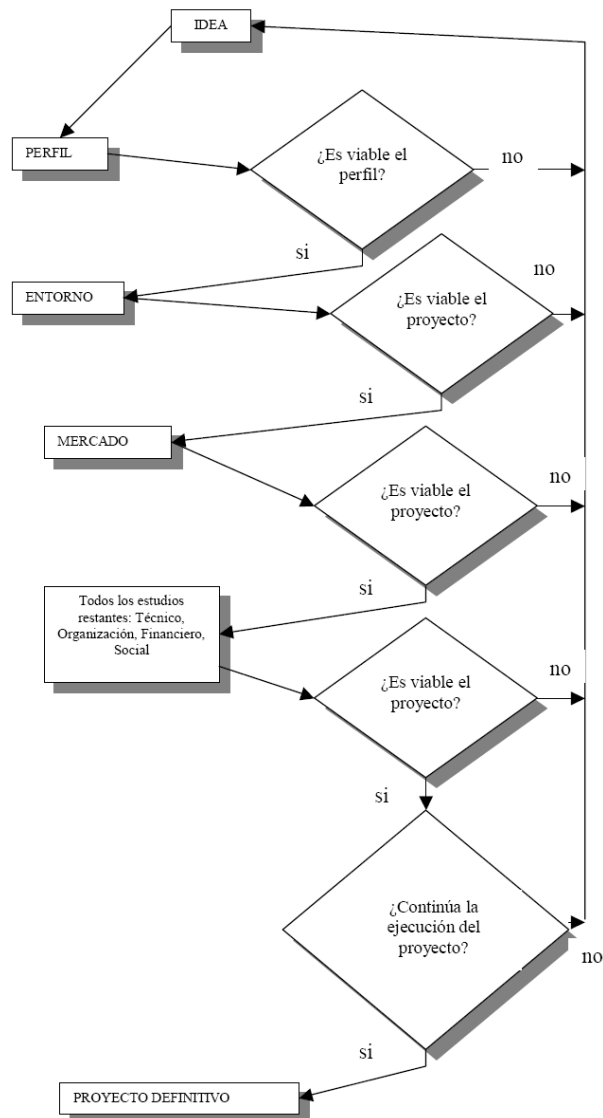 IDEA
PERFIL
¿Es viable el
perfil?
no
si
ENTORNO
¿Es viable el
proyecto?
no
si
MERCADO
¿Es viable el
proyecto?
no
si
Todos los estudios
restantes: Técnico,
Organización, Financiero,
Social
¿Es viable el
proyecto?
no
si
¿Continúa la
ejecución del
proyecto?
no
si
PROYECTO DEFINITIVO